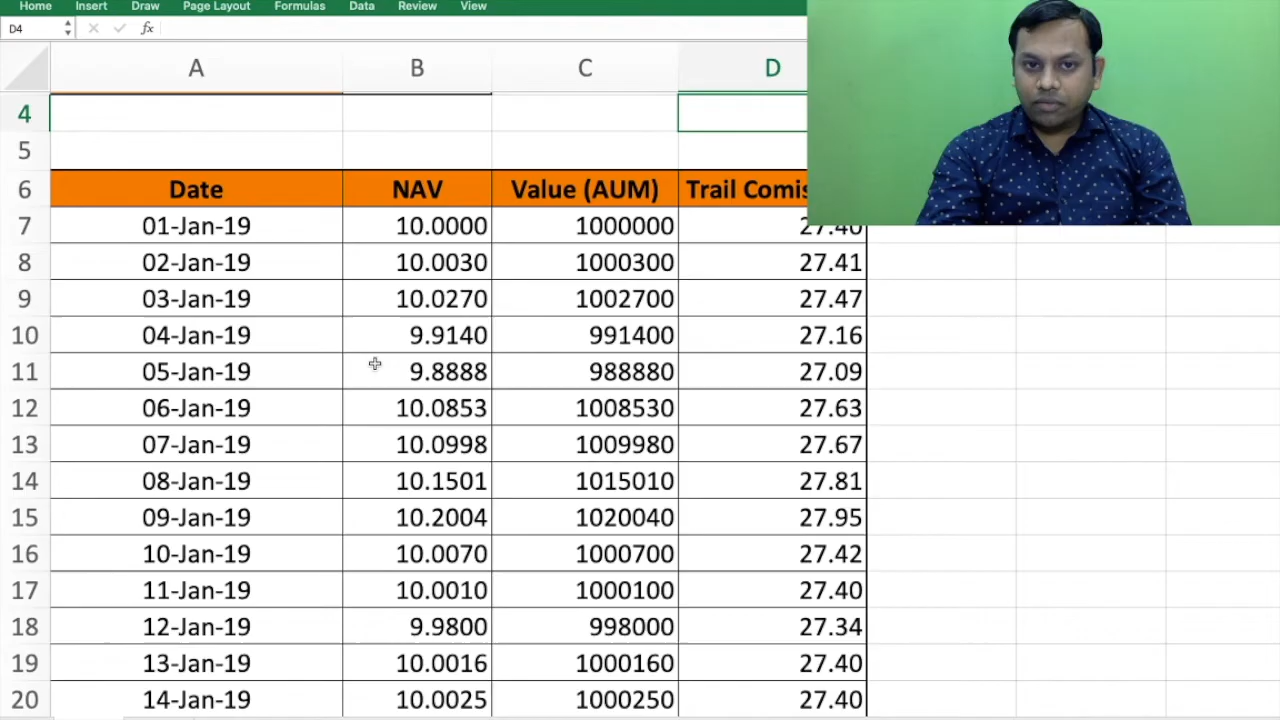 Home Insert Draw Page Layout Formulas Data Review View
D4 fx
A B C D
4
5
6 Date NAV Value (AUM) Trail Comis
7 01-Jan-19 10.0000 1000000 27.40
8 02-Jan-19 10.0030 1000300 27.41
9 03-Jan-19 10.0270 1002700 27.47
10 04-Jan-19 9.9140 991400 27.16
11 05-Jan-19 9.8888 988880 27.09
12 06-Jan-19 10.0853 1008530 27.63
13 07-Jan-19 10.0998 1009980 27.67
14 08-Jan-19 10.1501 1015010 27.81
15 09-Jan-19 10.2004 1020040 27.95
16 10-Jan-19 10.0070 1000700 27.42
17 11-Jan-19 10.0010 1000100 27.40
18 12-Jan-19 9.9800 998000 27.34
19 13-Jan-19 10.0016 1000160 27.40
20 14-Jan-19 10.0025 1000250 27.40